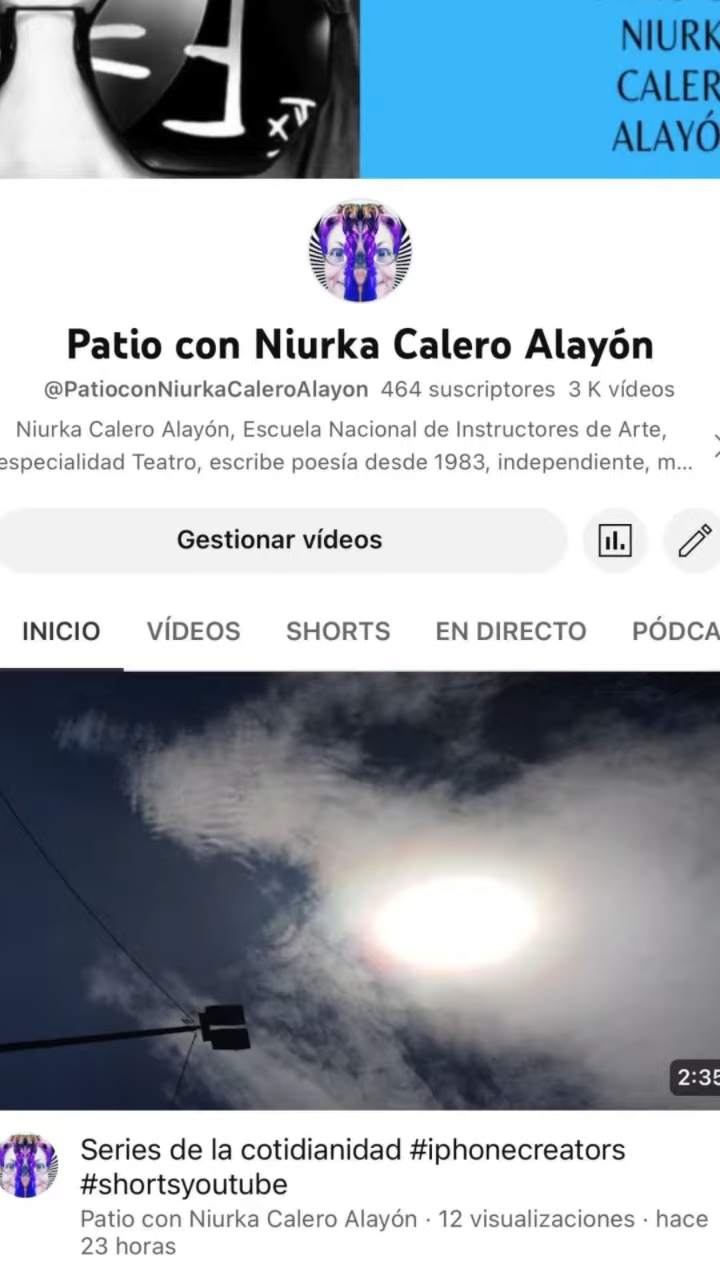 NIURK
CALER
ALAYÓ
Patio con Niurka Calero Alayón
@PatioconNiurkaCaleroAlayon 464 suscriptores 3 K vídeos
Niurka Calero Alayón, Escuela Nacional de Instructores de Arte,
especialidad Teatro, escribe poesía desde 1983, independiente, m...
Gestionar vídeos
INICIO VÍDEOS SHORTS EN DIRECTO PÓDCA
2:35
Series de la cotidianidad #iphonecreators
#shortsyoutube
Patio con Niurka Calero Alayón · 12 visualizaciones · hace
23 horas